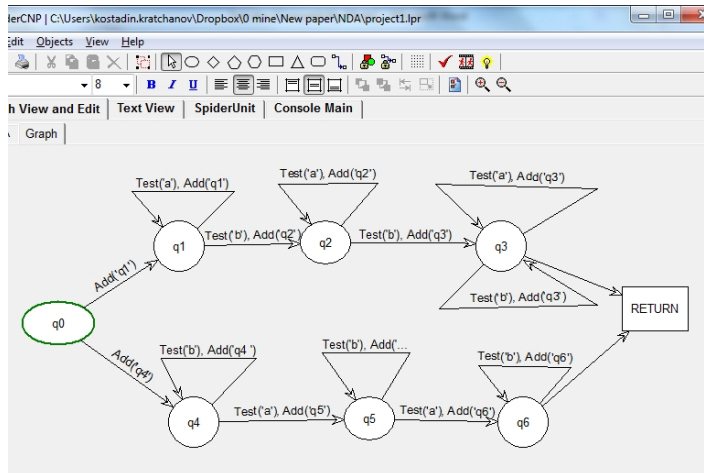 derCNP | C:\Users\kostadin.kratchanov\Dropbox\0 mine\New paper\NDA\project1.lpr
Edit Objects View Help
8 B I U
h View and Edit Text View SpiderUnit Console Main
Graph
Test('a'), Add('q1')
Test('a'), Add('q2')
Test('a'), Add('q3')
q1
Test('b'), Add('q2')
q2
Test('b'), Add('q3')
q3
Add('q1')
Test('b'), Add('q3')
RETURN
q0
Add('q4')
Test('b'), Add('q4 ')
Test('b'), Add('...
Test('b'), Add('q6')
q4
Test('a'), Add('q5')
q5
Test('a'), Add('q6')
q6